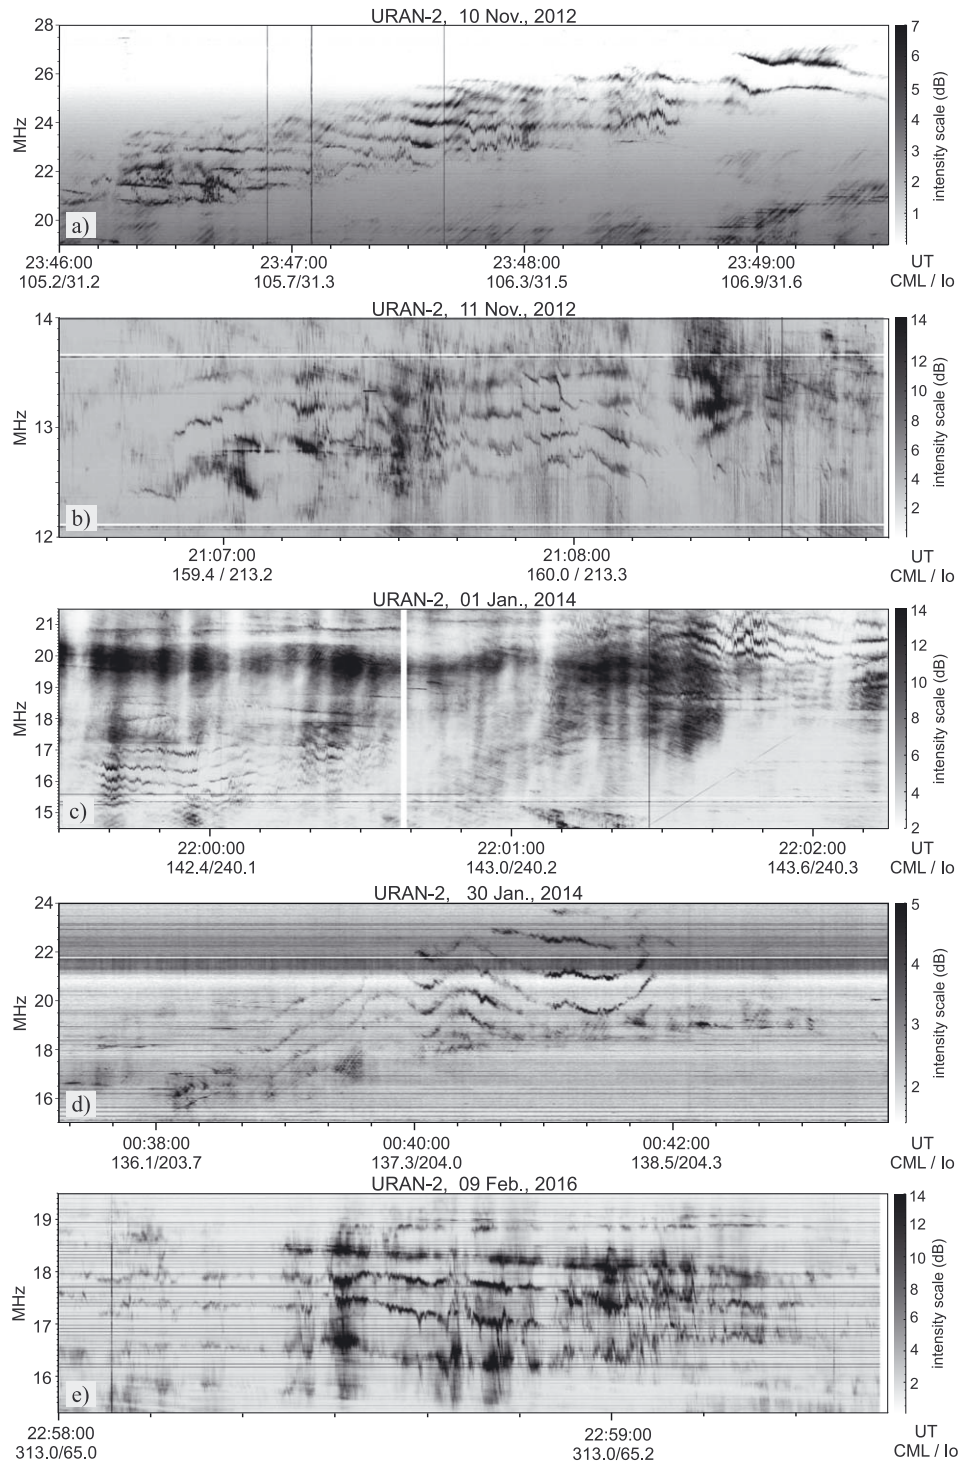 URAN-2, 10 Nov., 2012
28
26
24
22
20
MHz
a)
7
6
5
4
3
2
1
intensity scale (dB)
23:46:00 23:47:00 23:48:00 23:49:00 UT
105.2/31.2 105.7/31.3 106.3/31.5 106.9/31.6 CML / Io
URAN-2, 11 Nov., 2012
14
13
12
MHz
b)
14
12
10
8
6
4
2
intensity scale (dB)
21:07:00 21:08:00 UT
159.4 / 213.2 160.0 / 213.3 CML / Io
URAN-2, 01 Jan., 2014
21
20
19
18
17
16
15
MHz
c)
14
12
10
8
6
4
2
intensity scale (dB)
22:00:00 22:01:00 22:02:00 UT
142.4/240.1 143.0/240.2 143.6/240.3 CML / Io
URAN-2, 30 Jan., 2014
24
22
20
18
16
MHz
d)
5
4
3
2
intensity scale (dB)
00:38:00 00:40:00 00:42:00 UT
136.1/203.7 137.3/204.0 138.5/204.3 CML / Io
URAN-2, 09 Feb., 2016
19
18
17
16
MHz
e)
14
12
10
8
6
4
2
intensity scale (dB)
22:58:00 22:59:00 UT
313.0/65.0 313.0/65.2 CML / Io